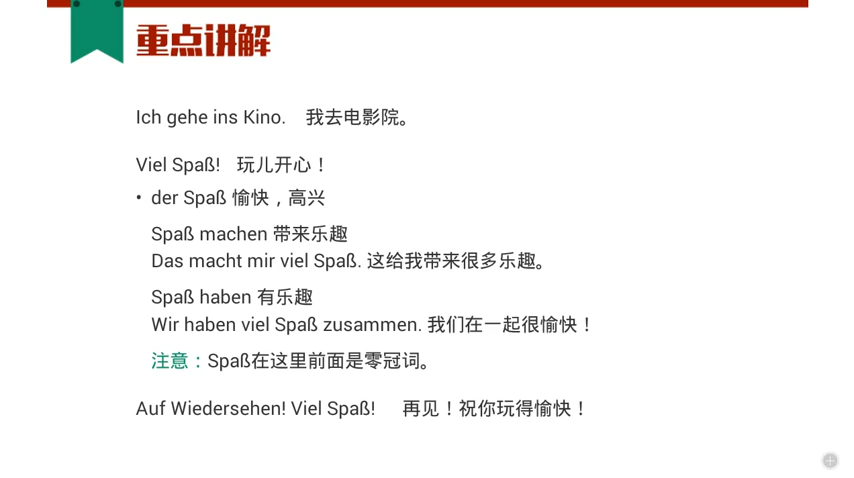 重点讲解
Ich gehe ins Kino. 我去电影院。
Viel Spaß! 玩儿开心！
• der Spaß 愉快，高兴
Spaß machen 带来乐趣
Das macht mir viel Spaß. 这给我带来很多乐趣。
Spaß haben 有乐趣
Wir haben viel Spaß zusammen. 我们在一起很愉快！
注意：Spaß在这里前面是零冠词。
Auf Wiedersehen! Viel Spaß! 再见！祝你玩得愉快！